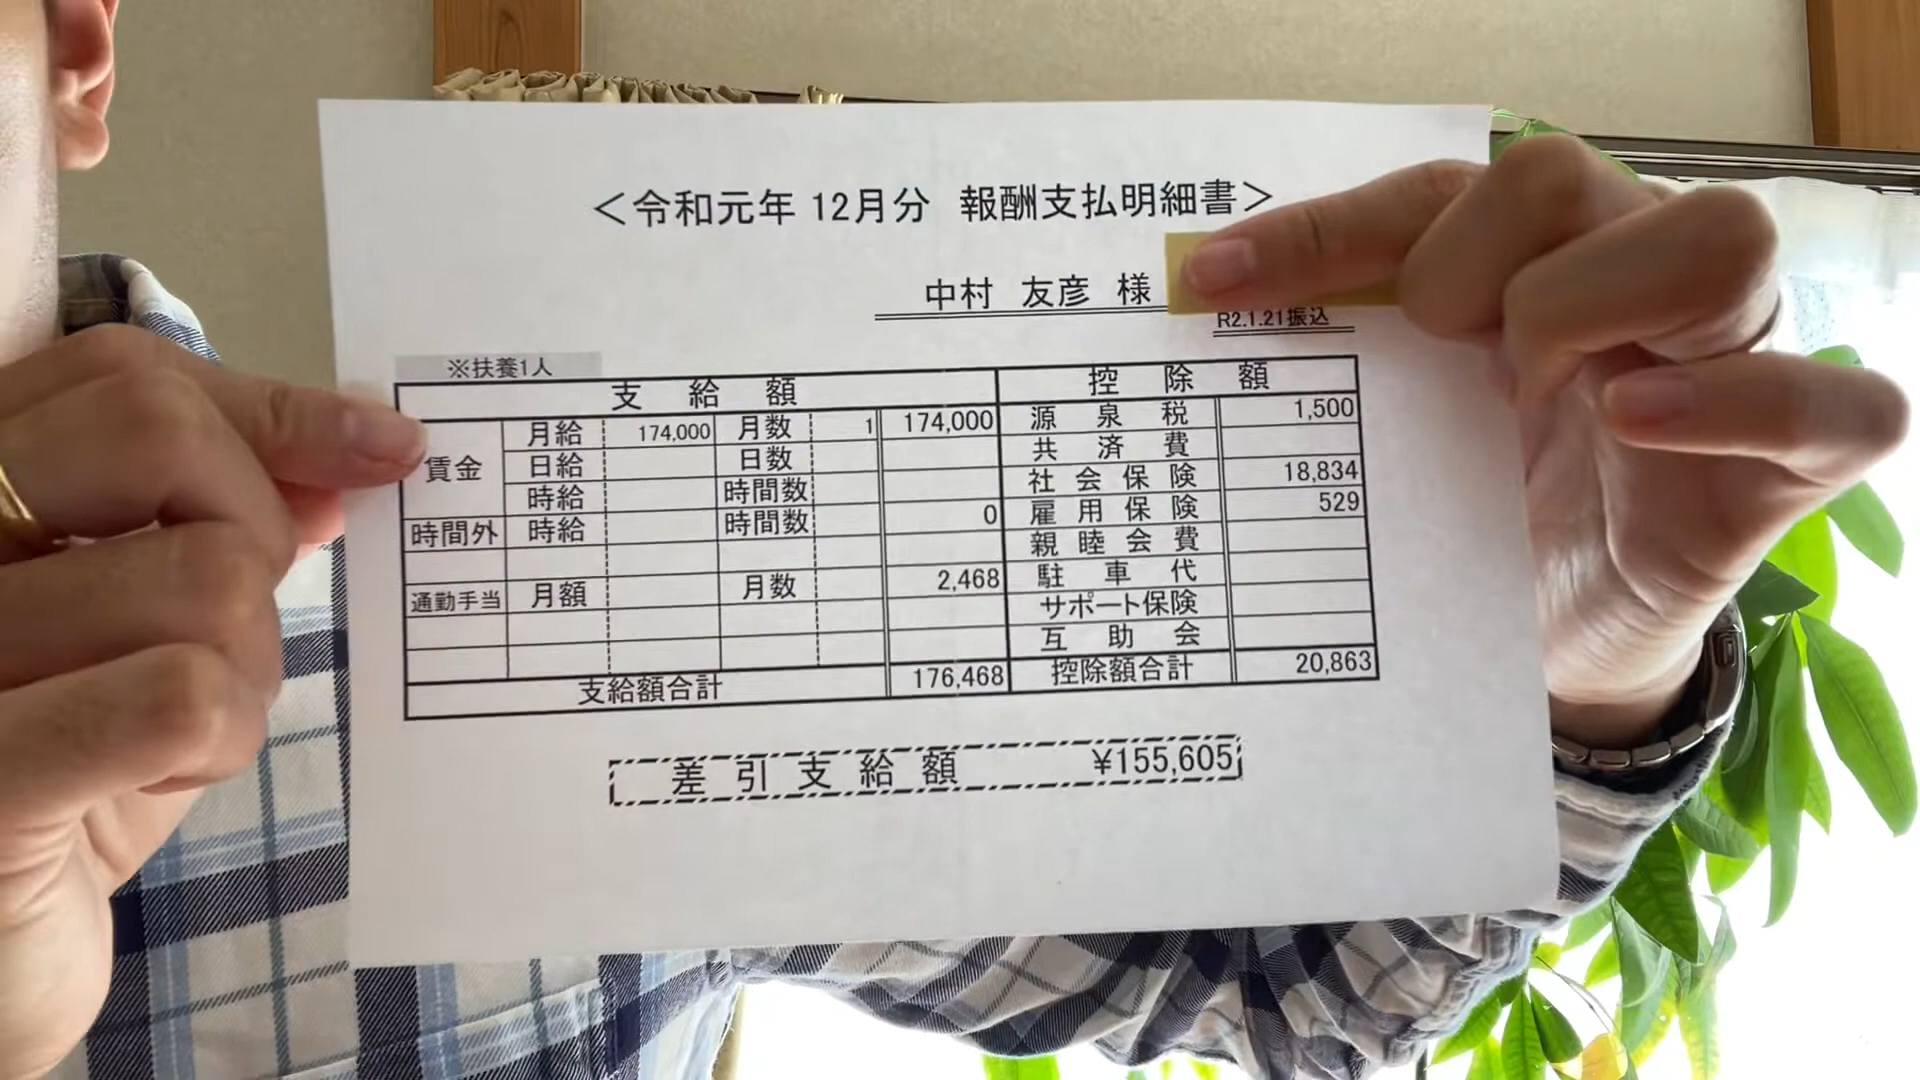 ＜令和元年 12月分 報酬支払明細書＞
中村 友彦 様
R2.1.21振込
※扶養1人
支給額 控除額
賃金 月給 174,000 月数 1 174,000 源泉税 1,500
日給 日数 共済費
時給 時間数 社会保険 18,834
時間外 時給 時間数 0 雇用保険 529
親睦会費
通勤手当 月額 月数 2,468 駐車代
サポート保険
互助会
支給額合計 176,468 控除額合計 20,863
差引支給額 ¥155,605